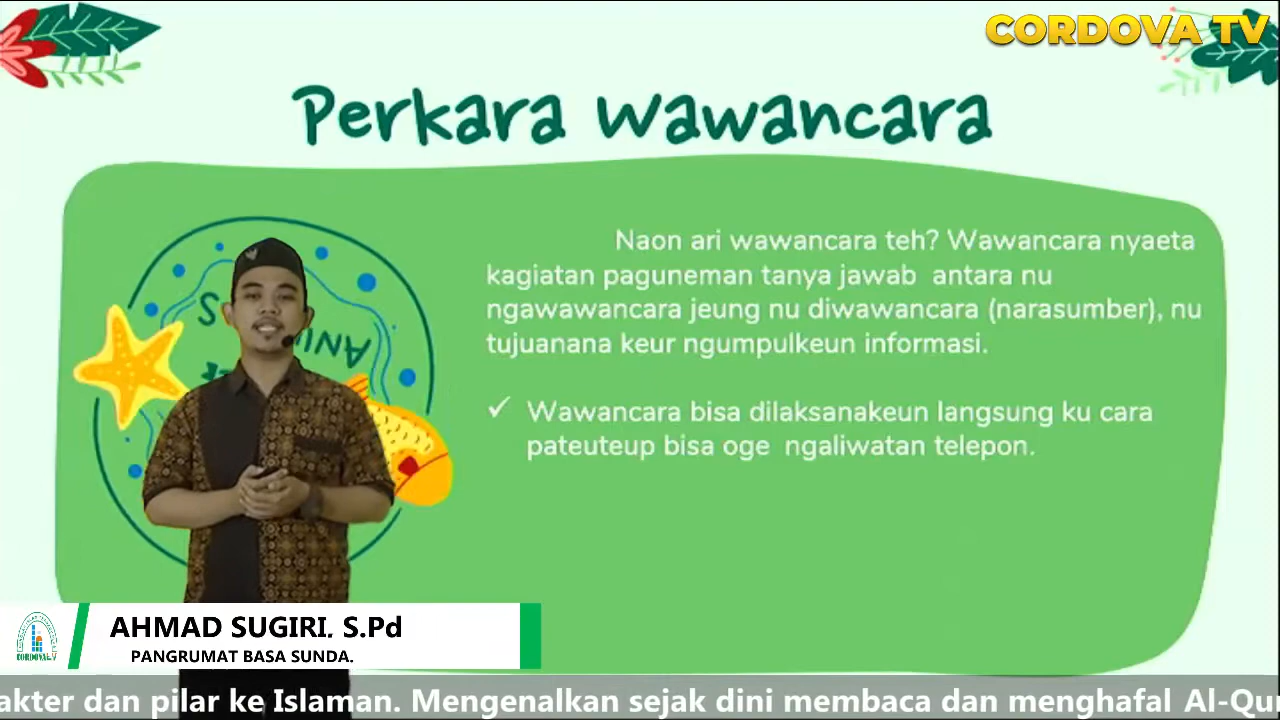 CORDOVA TV
Perkara wawancara
Naon ari wawancara teh? Wawancara nyaeta
kagiatan paguneman tanya jawab antara nu
ngawawancara jeung nu diwawancara (narasumber), nu
tujuanana keur ngumpulkeun informasi.
✓ Wawancara bisa dilaksanakeun langsung ku cara
pateuteup bisa oge ngaliwatan telepon.
AHMAD SUGIRI. S.Pd
PANGRUMAT BASA SUNDA.
akter dan pilar ke Islaman. Mengenalkan sejak dini membaca dan menghafal Al-Qu